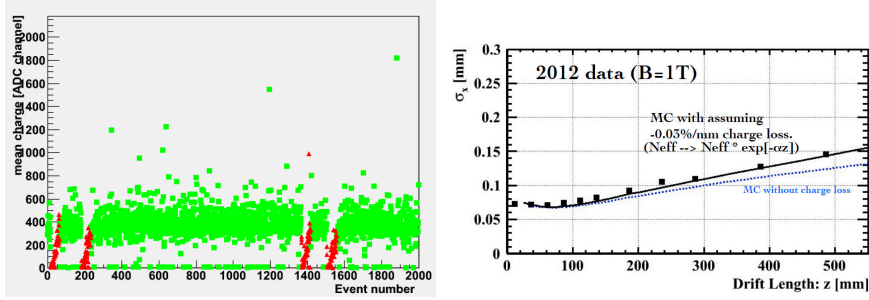 mean charge [ADC channel]
2000
1800
1600
1400
1200
1000
800
600
400
200
0
0 200 400 600 800 1000 1200 1400 1600 1800 2000
Event number
σx [mm]
0.3
0.25
0.2
0.15
0.1
0.05
0
2012 data (B=1T)
MC with assuming
-0.03%/mm charge loss.
(Neff --> Neff * exp[-αz)
MC without charge loss
0 100 200 300 400 500
Drift Length: z [mm]